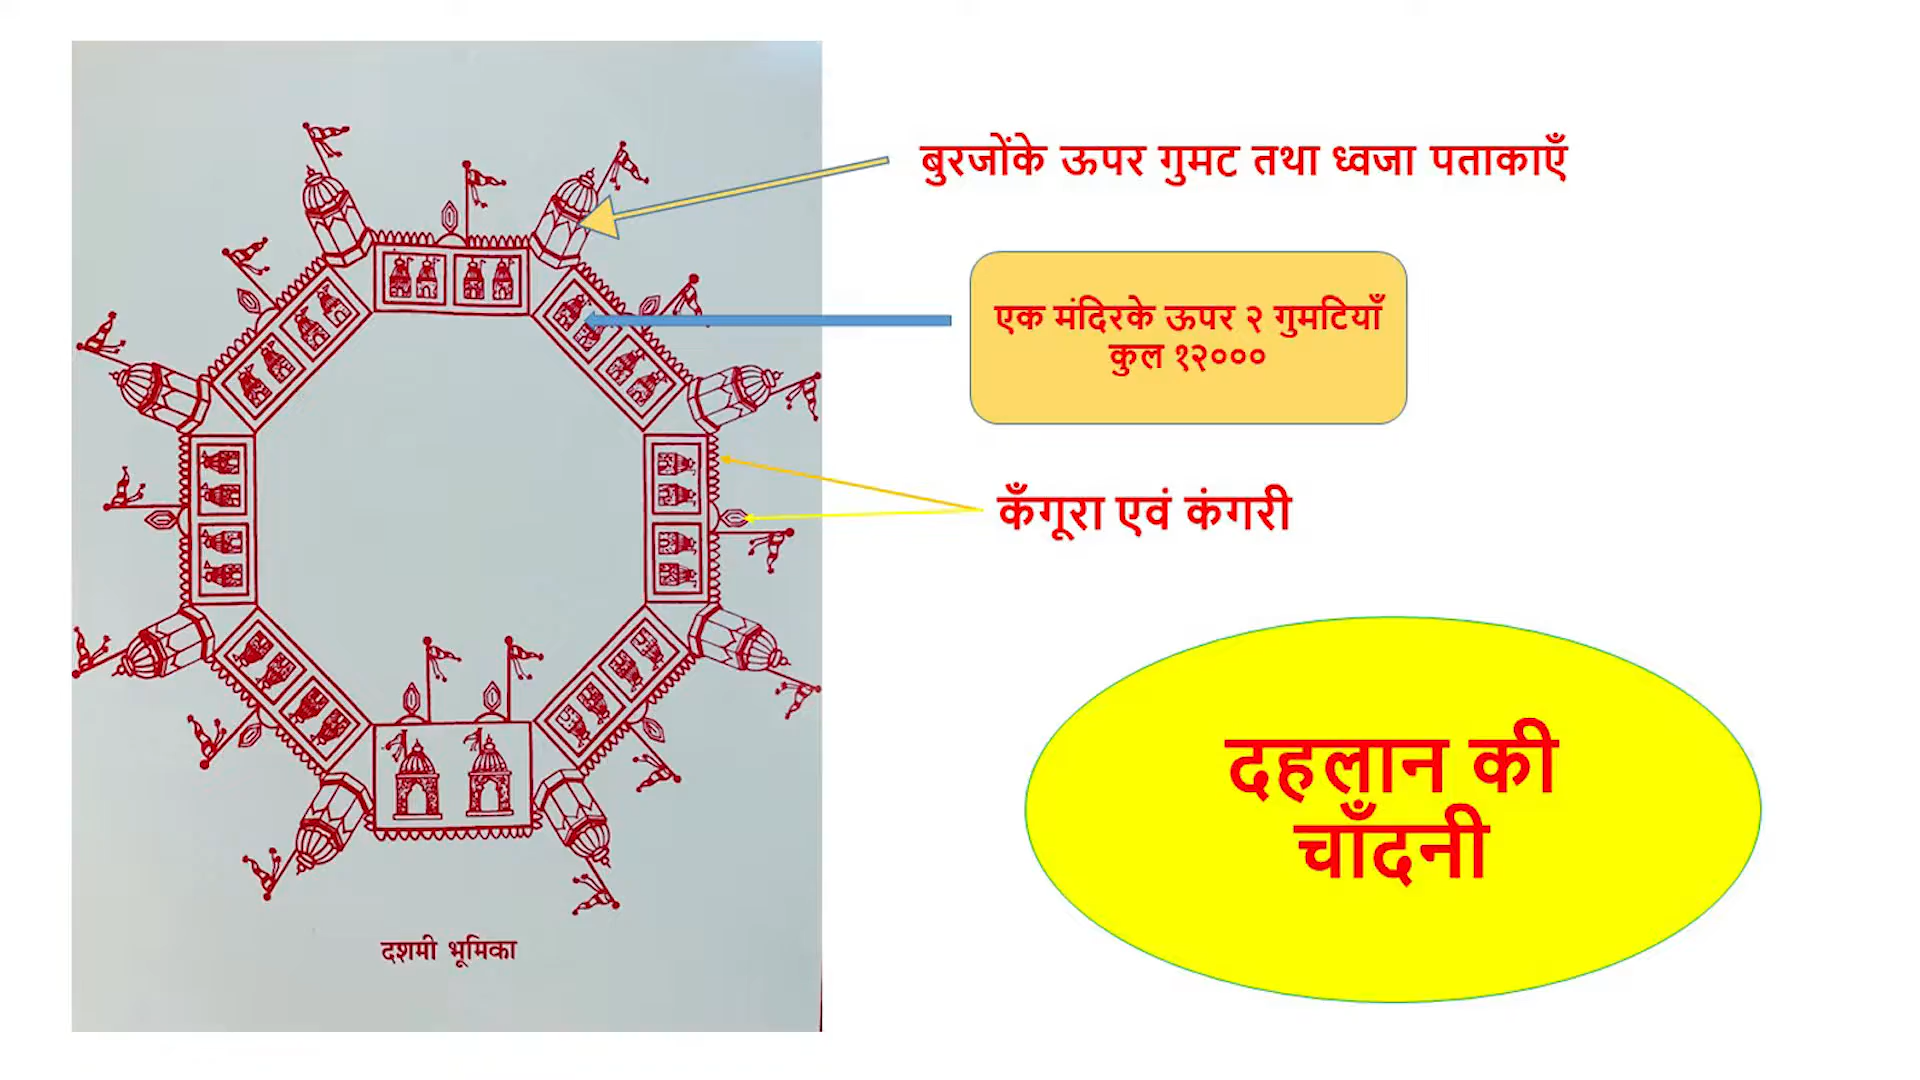 बुरजोंके ऊपर गुमट तथा ध्वजा पताकाएँ
एक मंदिरके ऊपर २ गुमटियाँ
कुल १२०००
कँगूरा एवं कंगरी
दहलान की
चाँदनी
दशमी भूमिका